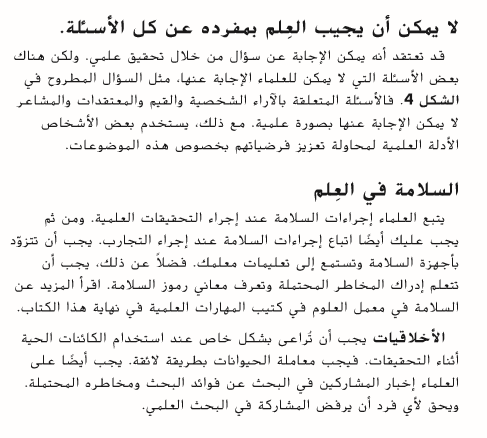 لا يمكن أن يجيب العِلم بمفرده عن كل الأسئلة.
قد تعتقد أنه يمكن الإجابة عن سؤال من خلال تحقيق علمي. ولكن هناك
بعض الأسئلة التي لا يمكن للعلماء الإجابة عنها، مثل السؤال المطروح في
الشكل 4. فالأسئلة المتعلقة بالآراء الشخصية والقيم والمعتقدات والمشاعر
لا يمكن الإجابة عنها بصورة علمية. مع ذلك، يستخدم بعض الأشخاص
الأدلة العلمية لمحاولة تعزيز فرضياتهم بخصوص هذه الموضوعات.
السلامة في العِلم
يتبع العلماء إجراءات السلامة عند إجراء التحقيقات العلمية. ومن ثم
يجب عليك أيضًا اتباع إجراءات السلامة عند إجراء التجارب. يجب أن تتزوّد
بأجهزة السلامة وتستمع إلى تعليمات معلمك. فضلاً عن ذلك، يجب أن
تتعلم إدراك المخاطر المحتملة وتعرف معاني رموز السلامة. اقرأ المزيد عن
السلامة في معمل العلوم في كتيب المهارات العلمية في نهاية هذا الكتاب.
الأخلاقيات يجب أن تُراعى بشكل خاص عند استخدام الكائنات الحية
أثناء التحقيقات. فيجب معاملة الحيوانات بطريقة لائقة. يجب أيضًا على
العلماء إخبار المشاركين في البحث عن فوائد البحث ومخاطره المحتملة.
ويحق لأي فرد أن يرفض المشاركة في البحث العلمي.